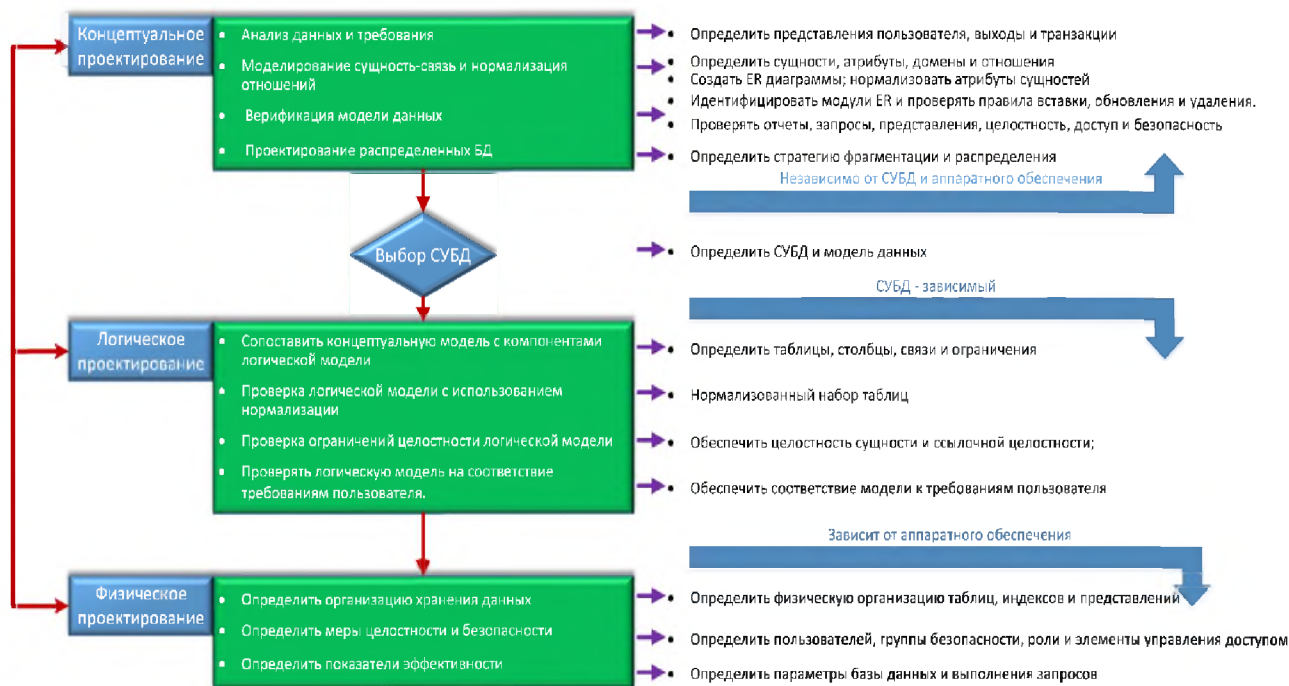 Концептуальное
проектирование
• Анализ данных и требования
• Моделирование сущность-связь и нормализация
отношений
• Верификация модели данных
• Проектирование распределенных БД
• Определить представления пользователя, выходы и транзакции
• Определить сущности, атрибуты, домены и отношения
• Создать ER диаграммы; нормализовать атрибуты сущностей
• Идентифицировать модули ER и проверять правила вставки, обновления и удаления.
• Проверять отчеты, запросы, представления, целостность, доступ и безопасность
• Определить стратегию фрагментации и распределения
Независимо от СУБД и аппаратного обеспечения
Выбор СУБД
• Определить СУБД и модель данных
СУБД - зависимый
Логическое
проектирование
• Сопоставить концептуальную модель с компонентами
логической модели
• Проверка логической модели с использованием
нормализации
• Проверка ограничений целостности логической модели
• Проверять логическую модель на соответствие
требованиям пользователя.
• Определить таблицы, столбцы, связи и ограничения
• Нормализованный набор таблиц
• Обеспечить целостность сущности и ссылочной целостности;
• Обеспечить соответствие модели к требованиям пользователя
Зависит от аппаратного обеспечения
Физическое
проектирование
• Определить организацию хранения данных
• Определить меры целостности и безопасности
• Определить показатели эффективности
• Определить физическую организацию таблиц, индексов и представлений
• Определить пользователей, группы безопасности, роли и элементы управления доступом
• Определить параметры базы данных и выполнения запросов